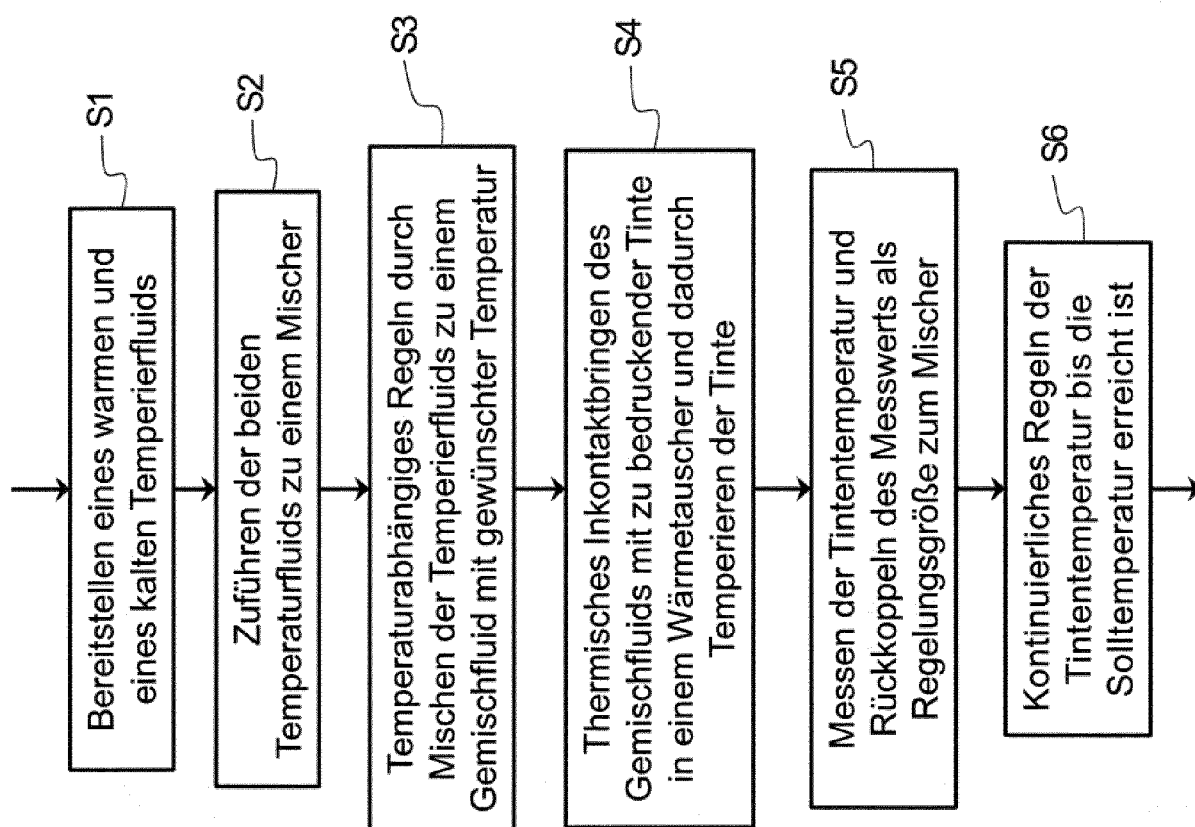 S1
Bereitstellen eines warmen und
eines kalten Temperierfluids
S2
Zuführen der beiden
Temperaturfluids zu einem Mischer
S3
Temperaturabhängiges Regeln durch
Mischen der Temperierfluids zu einem
Gemischfluid mit gewünschter Temperatur
S4
Thermisches Inkontaktbringen des
Gemischfluids mit zu bedruckender Tinte
in einem Wärmetauscher und dadurch
Temperieren der Tinte
S5
Messen der Tintentemperatur und
Rückkoppeln des Messwerts als
Regelungsgröße zum Mischer
S6
Kontinuierliches Regeln der
Tintentemperatur bis die
Solltemperatur erreicht ist